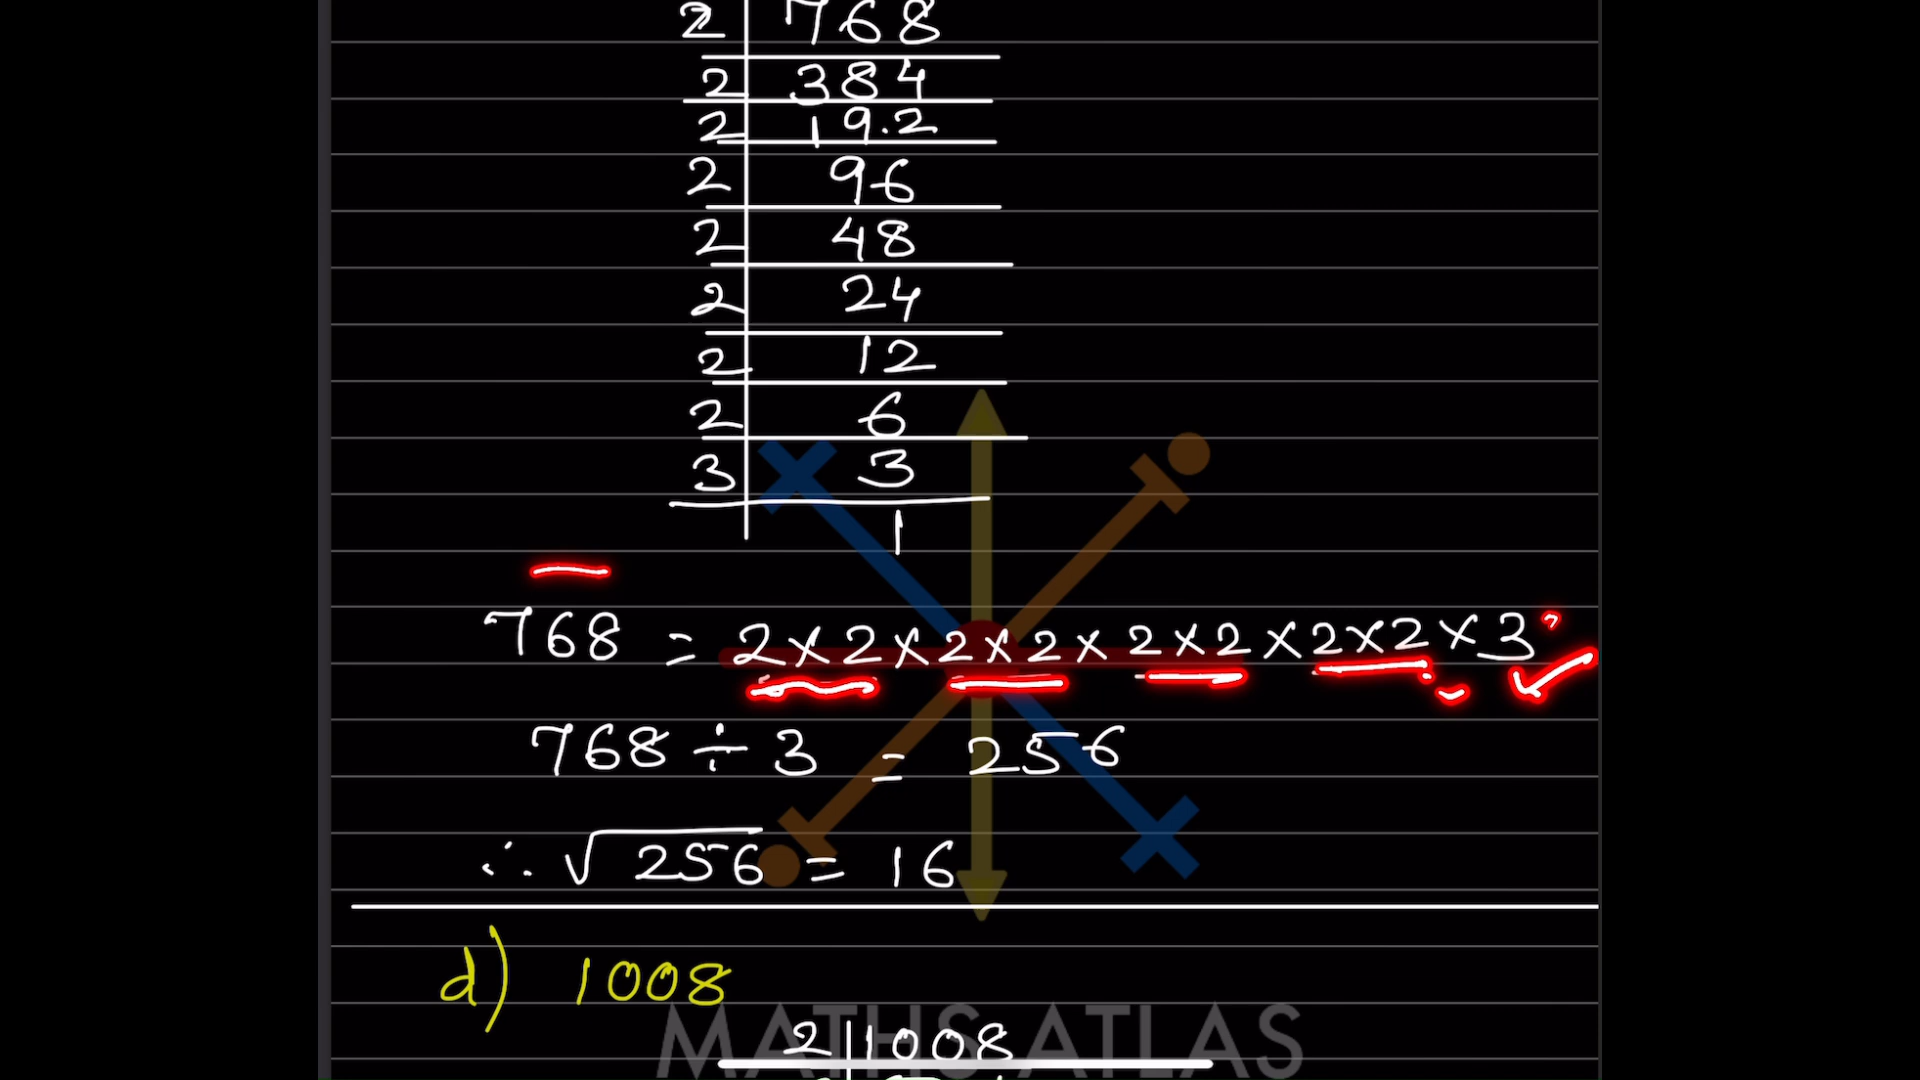 2 768
2 384
2 19.2
2 96
2 48
2 24
2 12
2 6
3 3
1
768 = 2×2×2×2×2×2×2×2×3
768 ÷ 3 = 256
∴ √256 = 16
d) 1008
MATHS ATLAS
2 1008